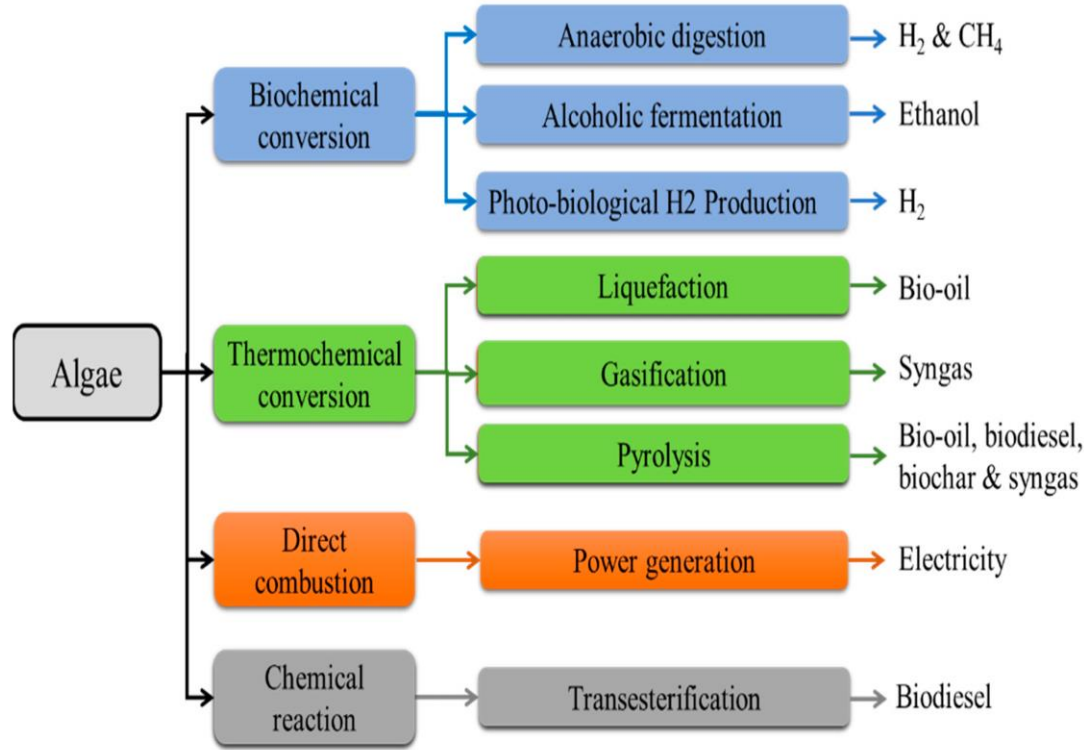 Algae
Biochemical
conversion
Anaerobic digestion
H₂ & CH₄
Alcoholic fermentation
Ethanol
Photo-biological H2 Production
H₂
Thermochemical
conversion
Liquefaction
Bio-oil
Gasification
Syngas
Pyrolysis
Bio-oil, biodiesel,
biochar & syngas
Direct
combustion
Power generation
Electricity
Chemical
reaction
Transesterification
Biodiesel